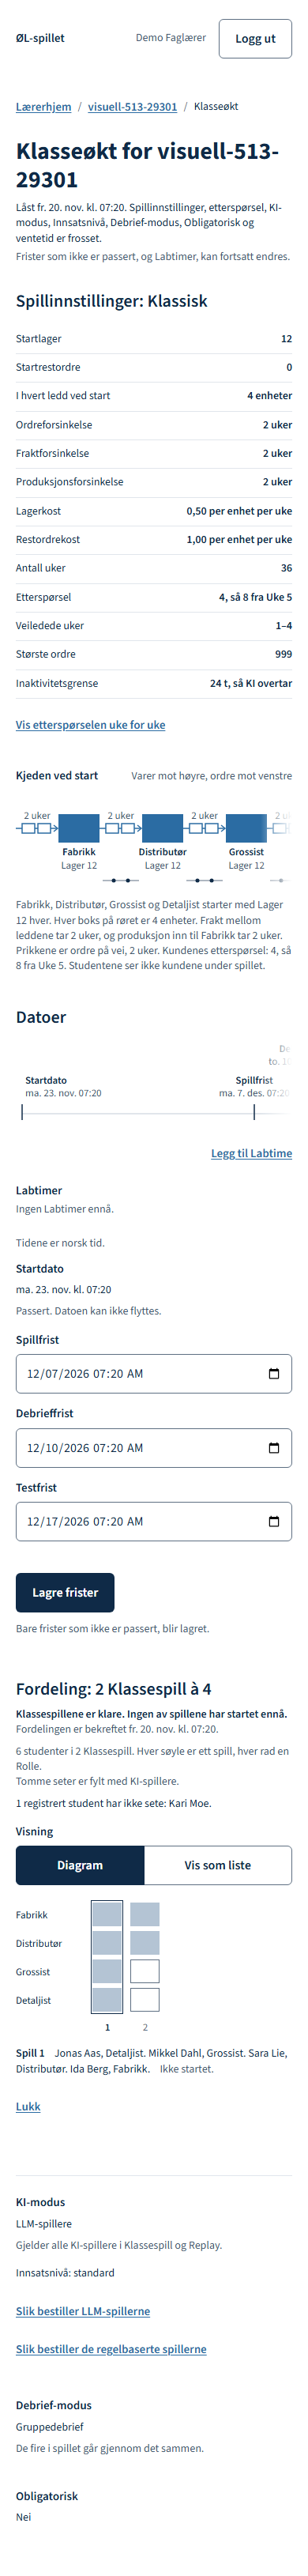 ØL-spillet
Demo Faglærer
Logg ut
Lærerhjem / visuell-513-29301 / Klasseøkt
Klasseøkt for visuell-513-
29301
Låst fr. 20. nov. kl. 07:20. Spillinnstillinger, etterspørsel, KI-
modus, Innsatsnivå, Debrief-modus, Obligatorisk og
ventetid er frosset.
Frister som ikke er passert, og Labtimer, kan fortsatt endres.
Spillinnstillinger: Klassisk
Startlager 12
Startrestordre 0
I hvert ledd ved start 4 enheter
Ordreforsinkelse 2 uker
Fraktforsinkelse 2 uker
Produksjonsforsinkelse 2 uker
Lagerkost 0,50 per enhet per uke
Restordrekost 1,00 per enhet per uke
Antall uker 36
Etterspørsel 4, så 8 fra Uke 5
Veiledede uker 1–4
Største ordre 999
Inaktivitetsgrense 24 t, så KI overtar
Vis etterspørselen uke for uke
Kjeden ved start Varer mot høyre, ordre mot venstre
2 uker 2 uker 2 uker 2 u
Fabrikk Distributør Grossist
Lager 12 Lager 12 Lager 12
Fabrikk, Distributør, Grossist og Detaljist starter med Lager
12 hver. Hver boks på røret er 4 enheter. Frakt mellom
leddene tar 2 uker, og produksjon inn til Fabrikk tar 2 uker.
Prikkene er ordre på vei, 2 uker. Kundenes etterspørsel: 4, så
8 fra Uke 5. Studentene ser ikke kundene under spillet.
Datoer
De
to. 10
Startdato Spillfrist
ma. 23. nov. 07:20 ma. 7. des. 07:20
Legg til Labtime
Labtimer
Ingen Labtimer ennå.
Tidene er norsk tid.
Startdato
ma. 23. nov. kl. 07:20
Passert. Datoen kan ikke flyttes.
Spillfrist
12/07/2026 07:20 AM
Debrieffrist
12/10/2026 07:20 AM
Testfrist
12/17/2026 07:20 AM
Lagre frister
Bare frister som ikke er passert, blir lagret.
Fordeling: 2 Klassespill à 4
Klassespillene er klare. Ingen av spillene har startet ennå.
Fordelingen er bekreftet fr. 20. nov. kl. 07:20.
6 studenter i 2 Klassespill. Hver søyle er ett spill, hver rad en
Rolle.
Tomme seter er fylt med KI-spillere.
1 registrert student har ikke sete: Kari Moe.
Visning
Diagram Vis som liste
Fabrikk
Distributør
Grossist
Detaljist
1 2
Spill 1 Jonas Aas, Detaljist. Mikkel Dahl, Grossist. Sara Lie,
Distributør. Ida Berg, Fabrikk. Ikke startet.
Lukk
KI-modus
LLM-spillere
Gjelder alle KI-spillere i Klassespill og Replay.
Innsatsnivå: standard
Slik bestiller LLM-spillerne
Slik bestiller de regelbaserte spillerne
Debrief-modus
Gruppedebrief
De fire i spillet går gjennom det sammen.
Obligatorisk
Nei